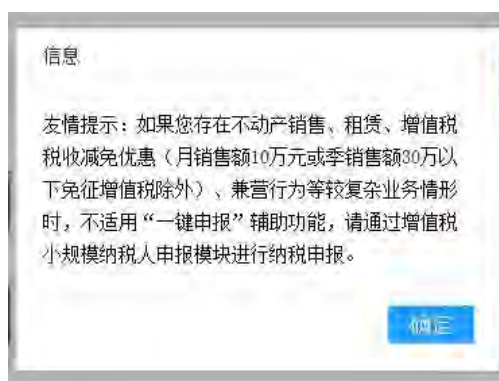 信息
友情提示：如果您存在不动产销售、租赁、增值税
税收减免优惠（月销售额10万元或季销售额30万以
下免征增值税除外）、兼营行为等较复杂业务情形
时，不适用“一键申报”辅助功能，请通过增值税
小规模纳税人申报模块进行纳税申报。
确定